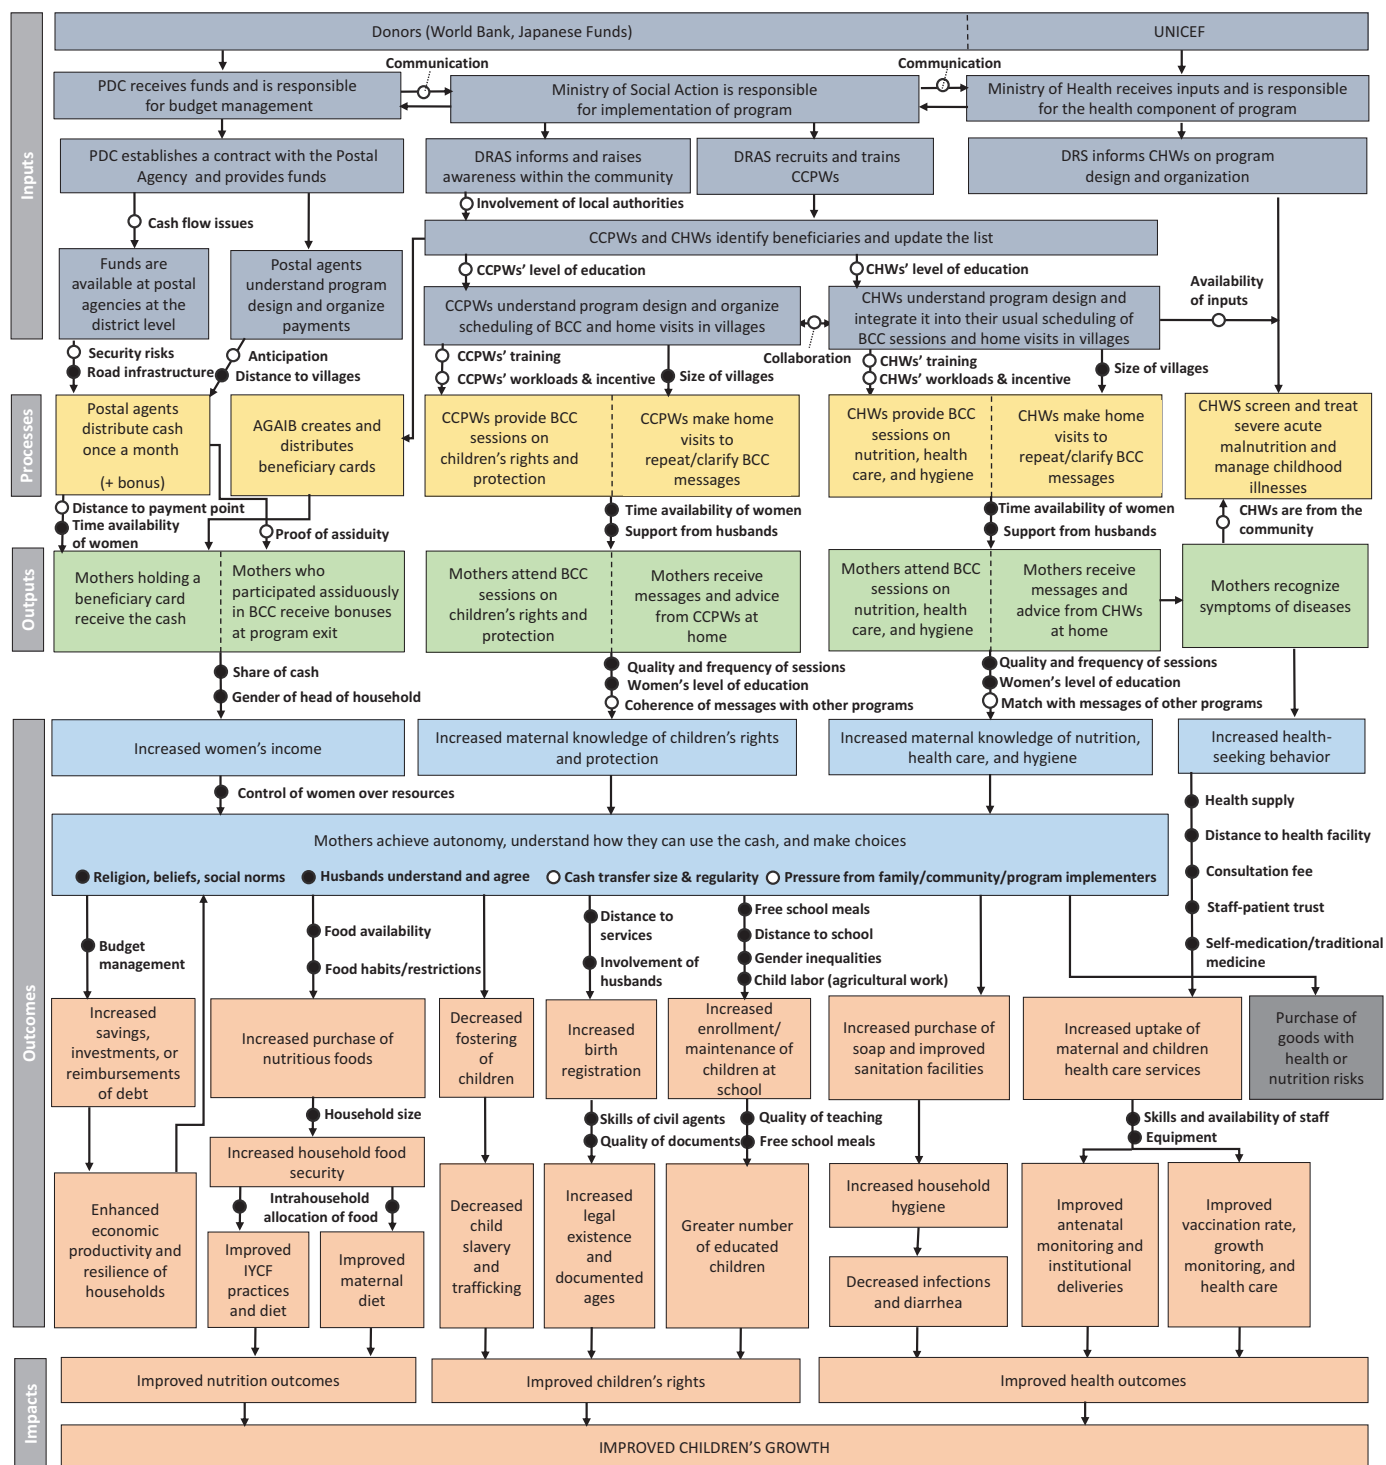 Inputs
Donors (World Bank, Japanese Funds)
UNICEF
Communication
Communication
PDC receives funds and is responsible
for budget management
Ministry of Social Action is responsible
for implementation of program
Ministry of Health receives inputs and is responsible
for the health component of program
PDC establishes a contract with the Postal
Agency and provides funds
DRAS informs and raises
awareness within the community
DRAS recruits and trains
CCPWs
DRS informs CHWs on program
design and organization
Cash flow issues
Involvement of local authorities
CCPWs and CHWs identify beneficiaries and update the list
Funds are
available at postal
agencies at the
district level
Postal agents
understand program
design and organize
payments
CCPWs' level of education
CHWs' level of education
Availability
of inputs
CCPWs understand program design and organize
scheduling of BCC and home visits in villages
CHWs understand program design and
integrate it into their usual scheduling of
BCC sessions and home visits in villages
Collaboration
Security risks
Road infrastructure
Anticipation
Distance to villages
CCPWs' training
CCPWs' workloads & incentive
Size of villages
CHWs' training
CHWs' workloads & incentive
Size of villages
Processes
Postal agents
distribute cash
once a month
(+ bonus)
AGAIB creates and
distributes
beneficiary cards
CCPWs provide BCC
sessions on
children's rights and
protection
CCPWs make home
visits to
repeat/clarify BCC
messages
CHWs provide BCC
sessions on
nutrition, health
care, and hygiene
CHWs make home
visits to
repeat/clarify BCC
messages
CHWS screen and treat
severe acute
malnutrition and
manage childhood
illnesses
Distance to payment point
Time availability
of women
Proof of assiduity
Time availability of women
Support from husbands
Time availability of women
Support from husbands
CHWs are from the
community
Outputs
Mothers holding a
beneficiary card
receive the cash
Mothers who
participated assiduously
in BCC receive bonuses
at program exit
Mothers attend BCC
sessions on
children's rights and
protection
Mothers receive
messages and advice
from CCPWs at
home
Mothers attend BCC
sessions on
nutrition, health
care, and hygiene
Mothers receive
messages and
advice from CHWs
at home
Mothers recognize
symptoms of diseases
Share of cash
Gender of head of household
Quality and frequency of sessions
Women's level of education
Coherence of messages with other programs
Quality and frequency of sessions
Women's level of education
Match with messages of other programs
Outcomes
Increased women's income
Increased maternal knowledge of children's rights
and protection
Increased maternal knowledge of nutrition,
health care, and hygiene
Increased health-
seeking behavior
Control of women over resources
Mothers achieve autonomy, understand how they can use the cash, and make choices
Religion, beliefs, social norms
Husbands understand and agree
Cash transfer size & regularity
Pressure from family/community/program implementers
Health supply
Distance to health facility
Consultation fee
Staff-patient trust
Self-medication/traditional
medicine
Budget
management
Food availability
Food habits/restrictions
Distance to
services
Involvement of
husbands
Free school meals
Distance to school
Gender inequalities
Child labor (agricultural work)
Increased
savings,
investments, or
reimbursements
of debt
Increased purchase of
nutritious foods
Decreased
fostering
of
children
Increased
birth
registration
Increased
enrollment/
maintenance of
children at
school
Increased purchase of
soap and improved
sanitation facilities
Increased uptake of
maternal and children
health care services
Purchase of
goods with
health or
nutrition risks
Household size
Skills of civil agents
Quality of documents
Quality of teaching
Free school meals
Skills and availability of staff
Equipment
Increased household food
security
Intrahousehold
allocation of food
Enhanced
economic
productivity and
resilience of
households
Improved
IYCF
practices
and diet
Improved
maternal
diet
Decreased
child
slavery
and
trafficking
Increased
legal
existence
and
documented
ages
Greater number
of educated
children
Increased household
hygiene
Decreased infections
and diarrhea
Improved
antenatal
monitoring and
institutional
deliveries
Improved
vaccination rate,
growth
monitoring, and
health care
Impacts
Improved nutrition outcomes
Improved children's rights
Improved health outcomes
IMPROVED CHILDREN'S GROWTH